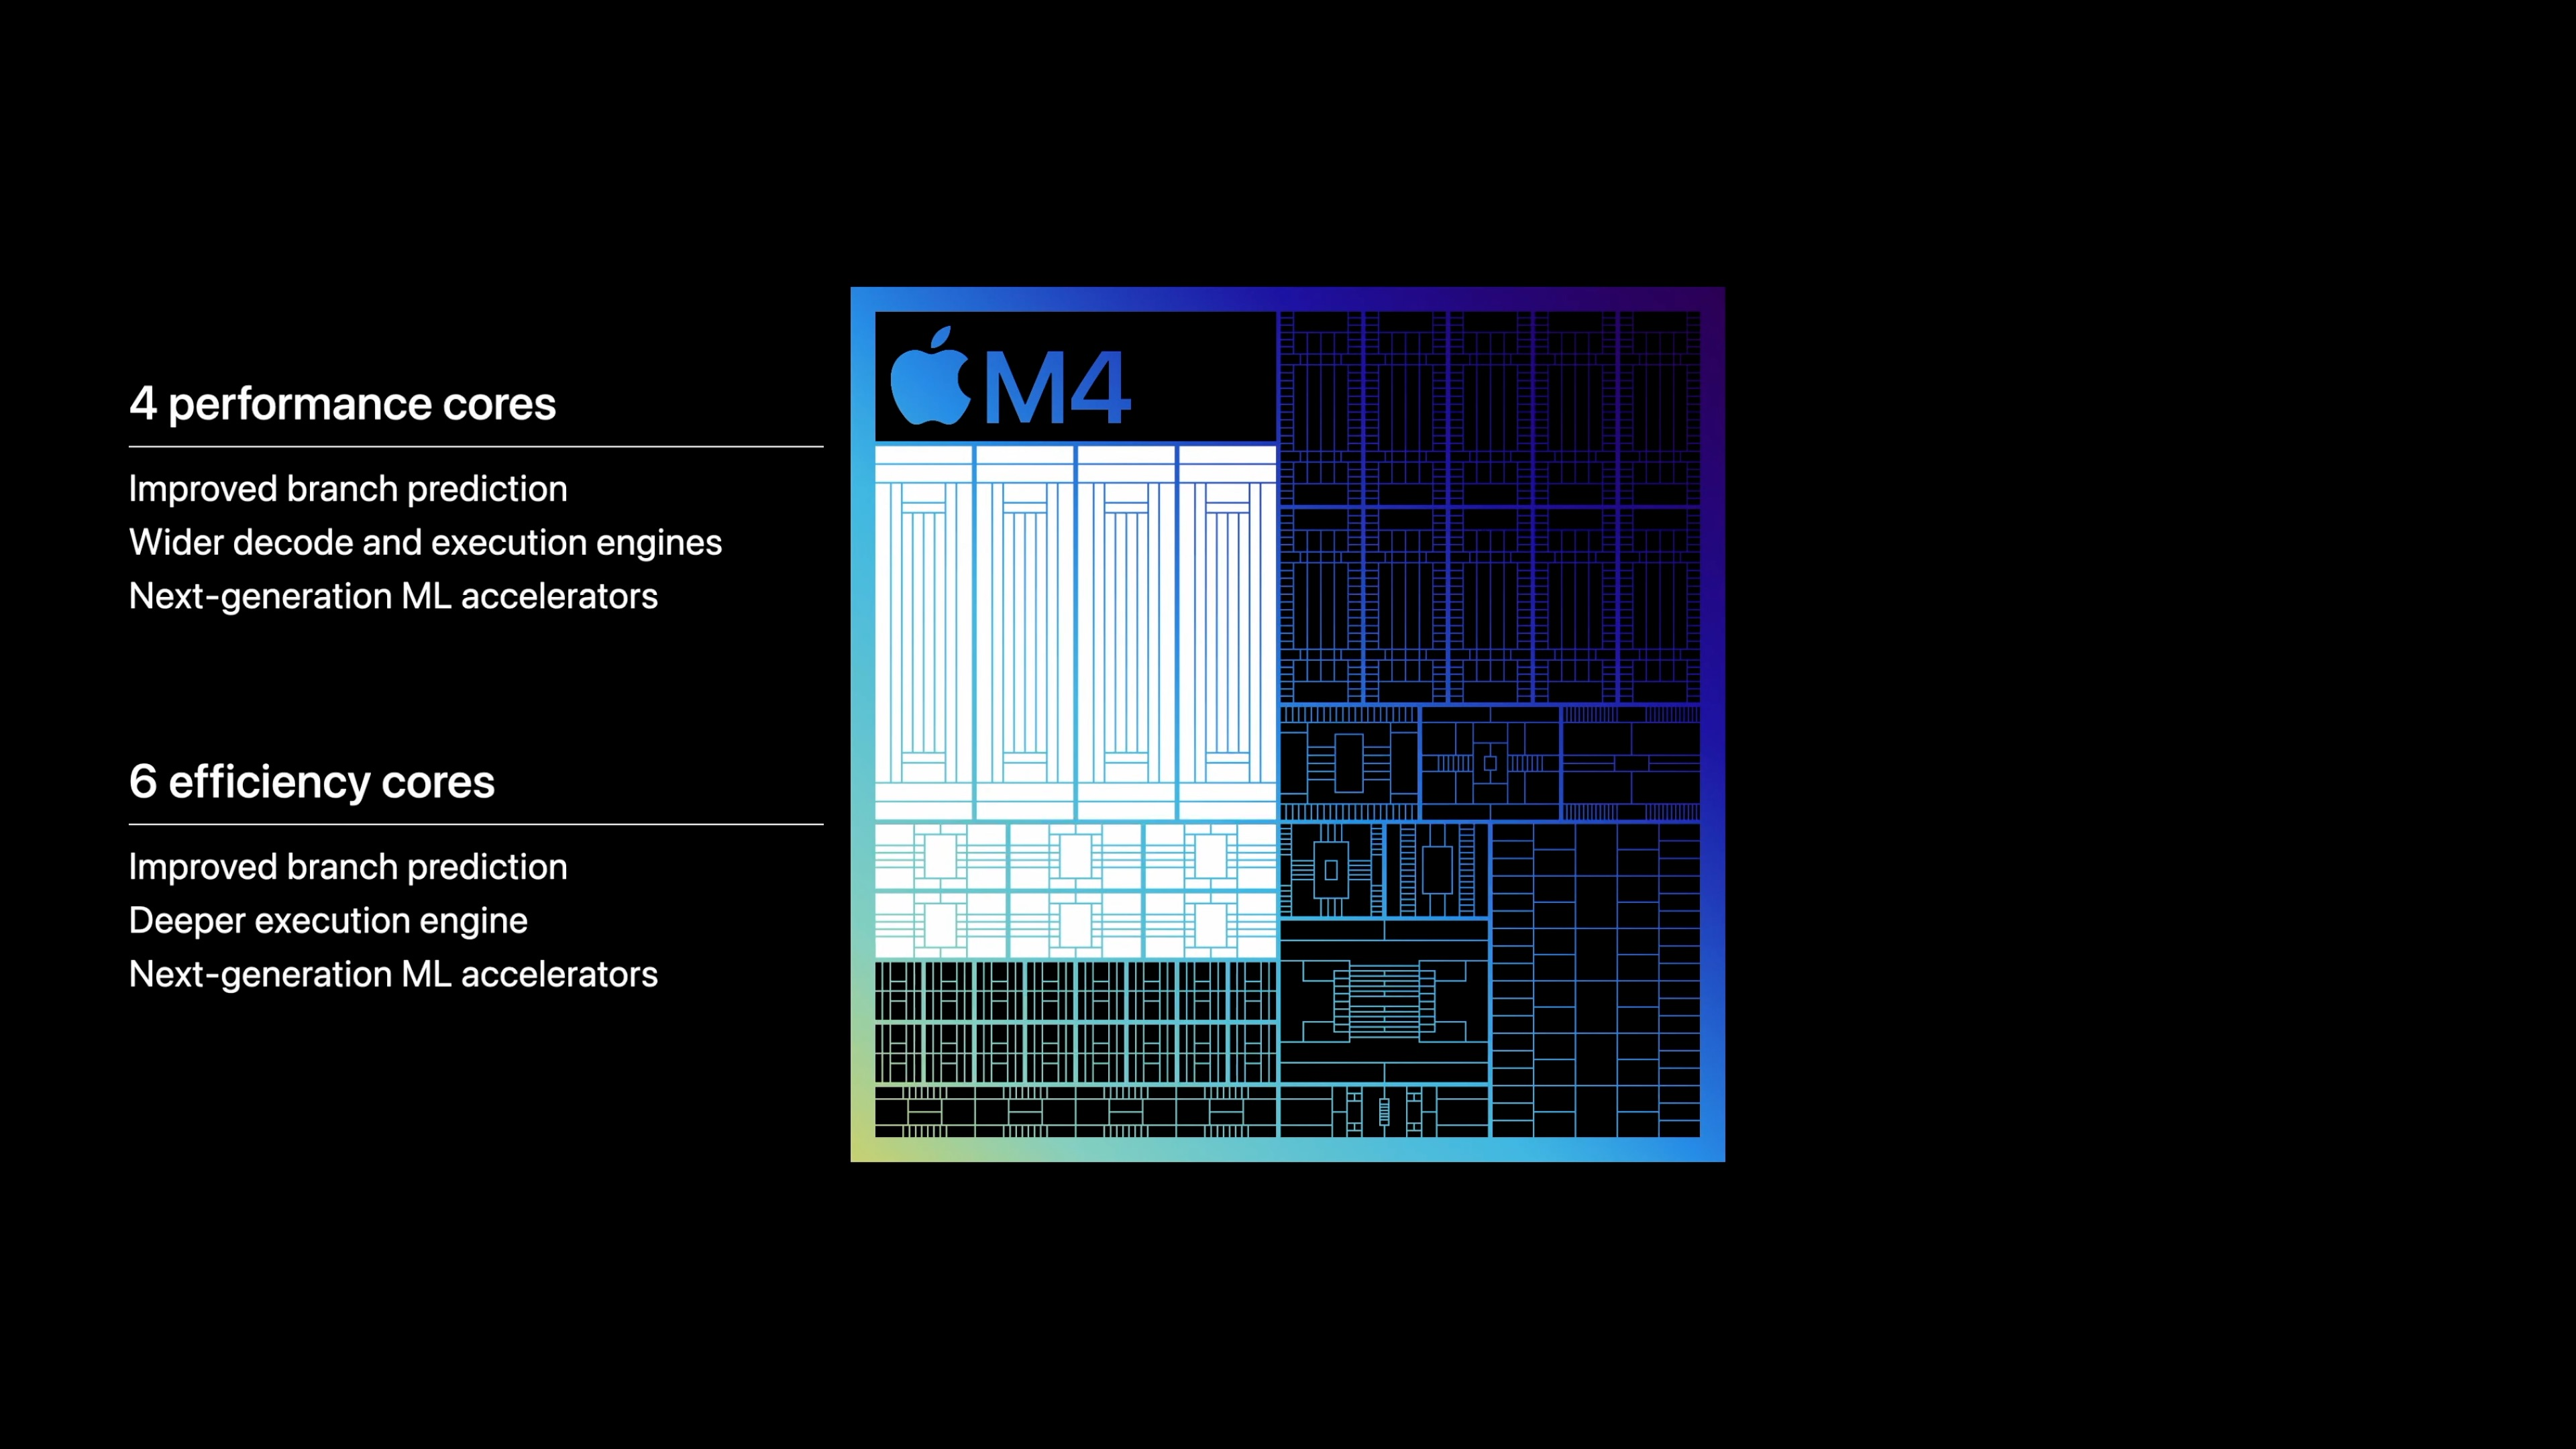 4 performance cores
Improved branch prediction
Wider decode and execution engines
Next-generation ML accelerators
6 efficiency cores
Improved branch prediction
Deeper execution engine
Next-generation ML accelerators
M4